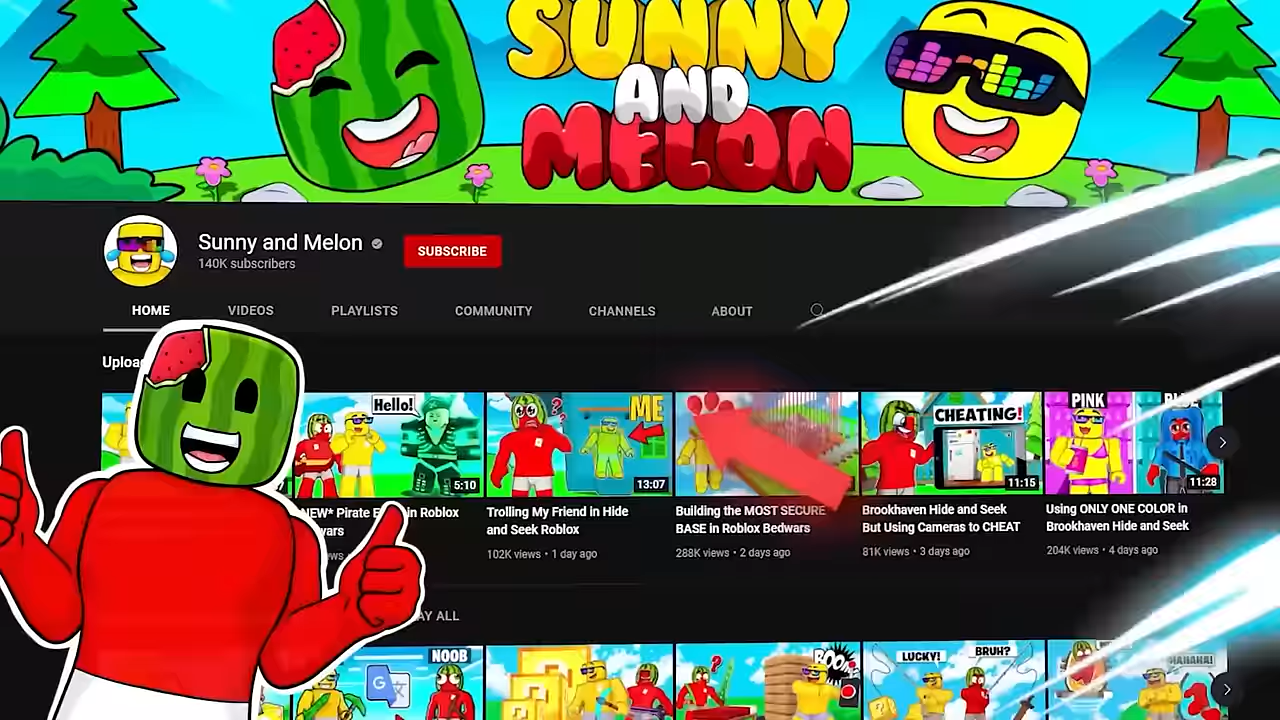 SUNNY
AND
MELON
Sunny and Melon
140K subscribers
SUBSCRIBE
HOME
VIDEOS
PLAYLISTS
COMMUNITY
CHANNELS
ABOUT
Hello!
5:10
ME
13:07
CHEATING!
11:15
PINK
11:28
in Roblox
Trolling My Friend in Hide
and Seek Roblox
102K views • 1 day ago
Building the MOST SECURE
BASE in Roblox Bedwars
288K views • 2 days ago
Brookhaven Hide and Seek
But Using Cameras to CHEAT
81K views • 3 days ago
Using ONLY ONE COLOR in
Brookhaven Hide and Seek
204K views • 4 days ago
ALL
NOOB
G
LUCKY!
BRUH?